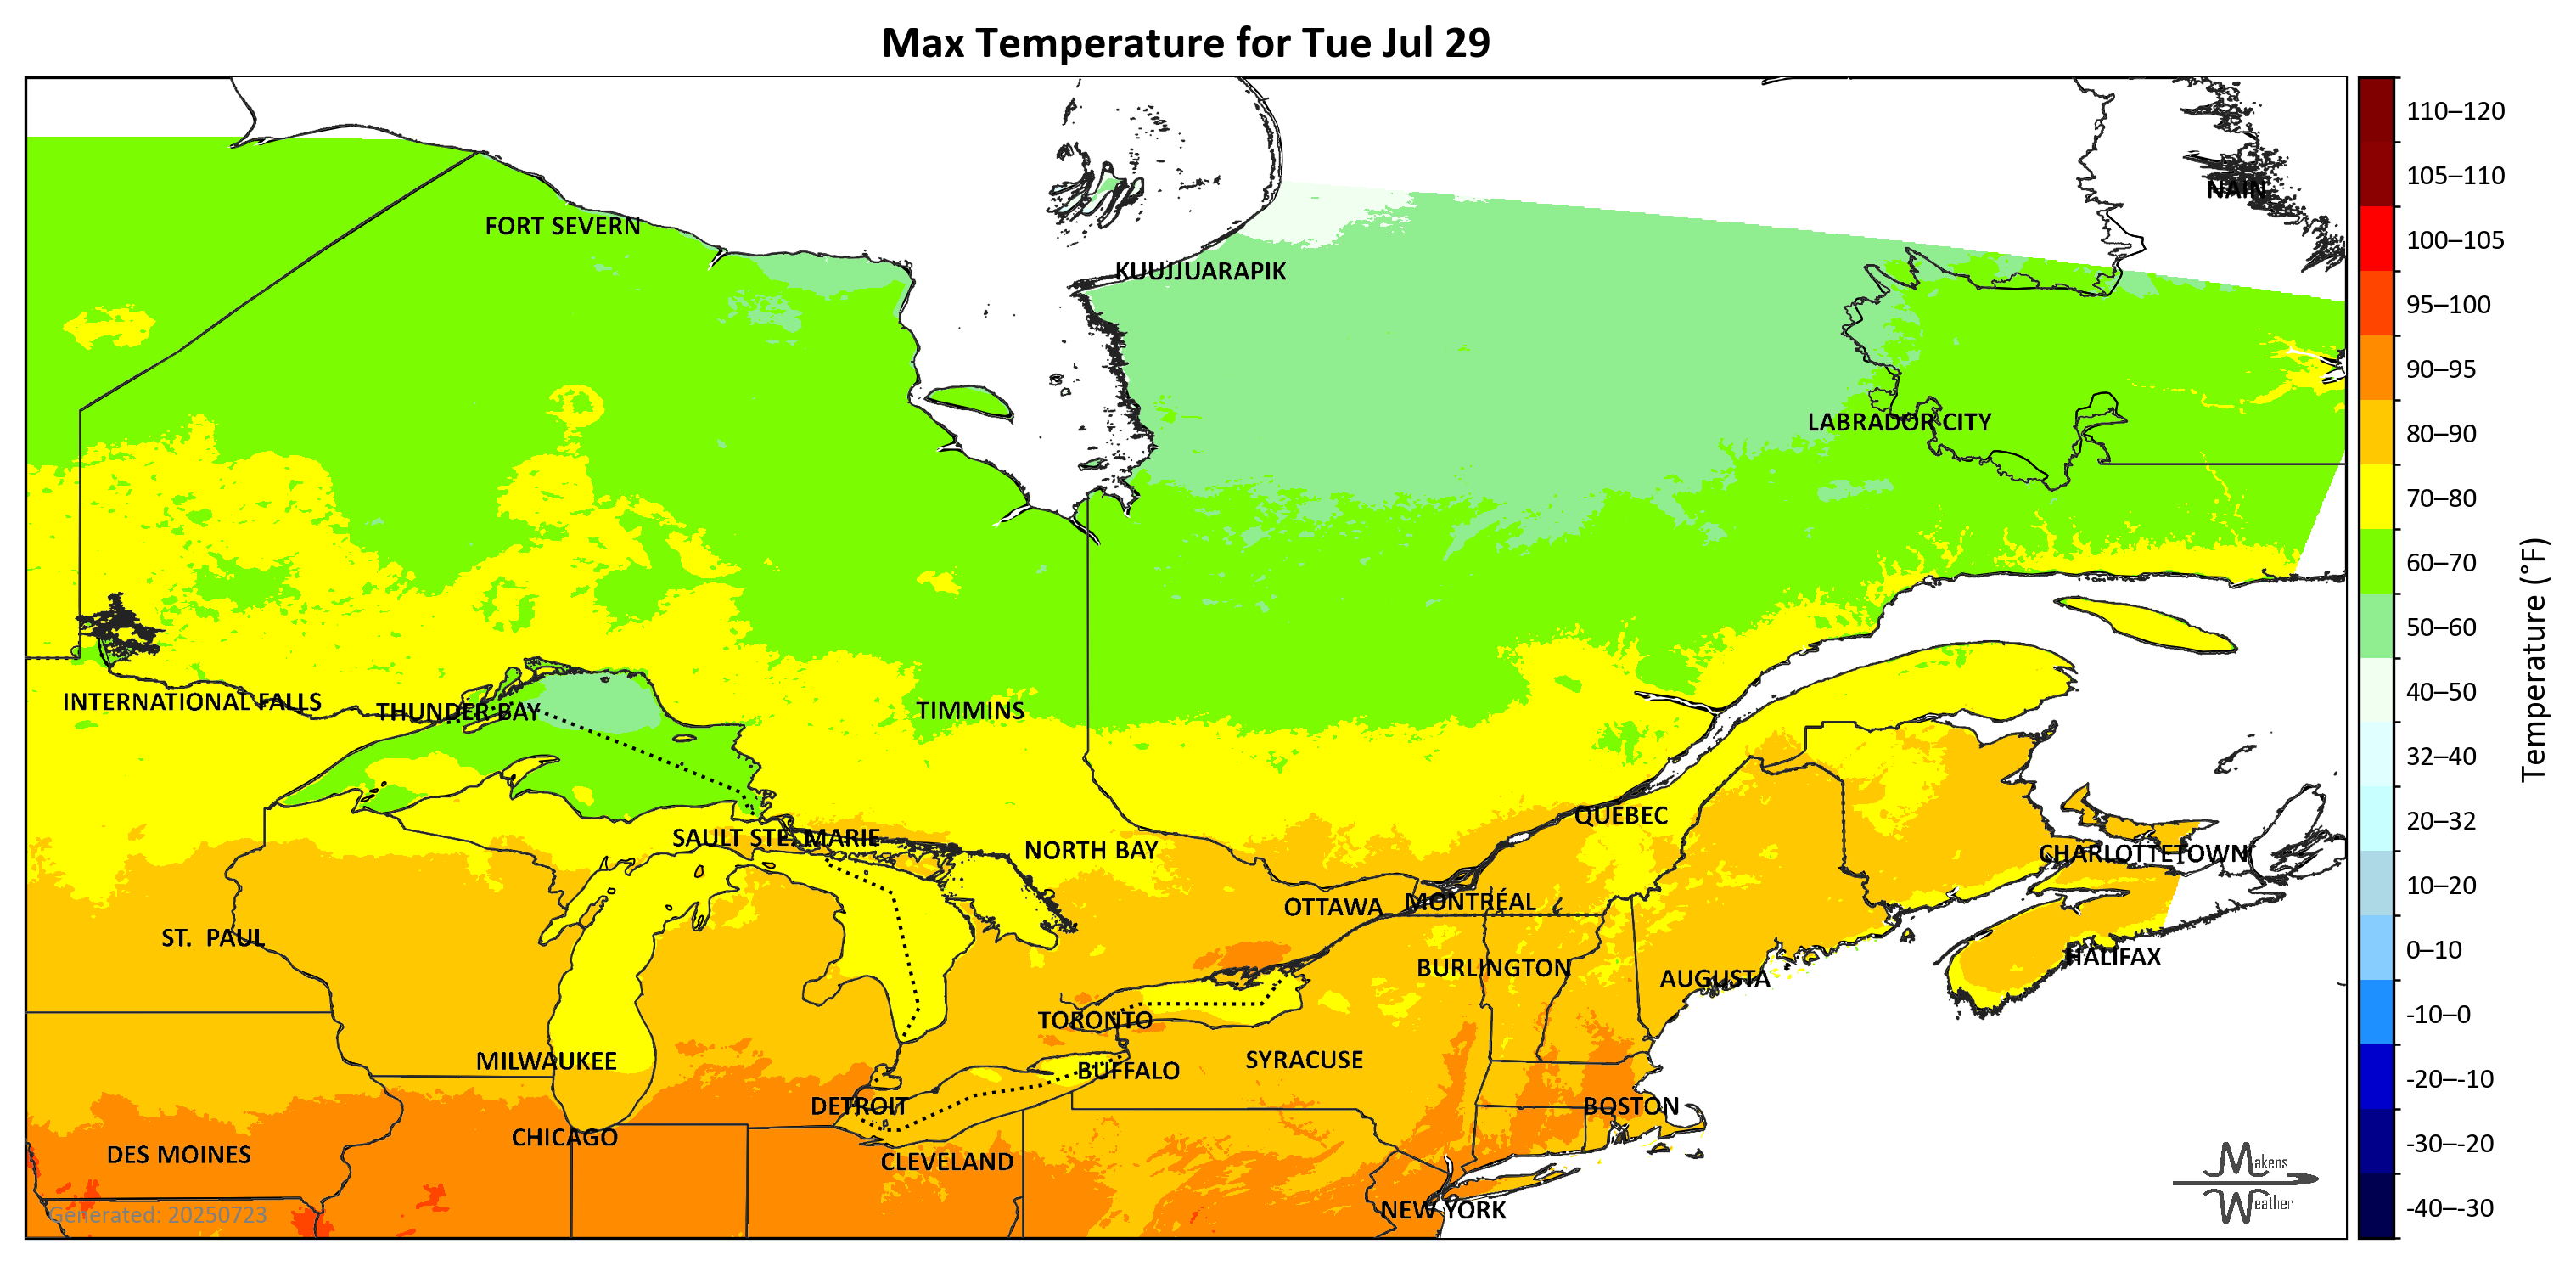 Max Temperature for Tue Jul 29
NAIN
FORT SEVERN
KUUJJUARAPIK
LABRADOR CITY
INTERNATIONAL FALLS
THUNDER BAY
TIMMINS
QUÉBEC
SAULT STE. MARIE
NORTH BAY
CHARLOTTETOWN
OTTAWA
MONTRÉAL
ST. PAUL
HALIFAX
BURLINGTON
AUGUSTA
TORONTO
MILWAUKEE
SYRACUSE
BUFFALO
DETROIT
BOSTON
CHICAGO
DES MOINES
CLEVELAND
NEW YORK
Generated: 20250723
Makens
Weather
110–120
105–110
100–105
95–100
90–95
80–90
70–80
60–70
50–60
40–50
32–40
20–32
10–20
0–10
-10–0
-20–-10
-30–-20
-40–-30
Temperature (°F)